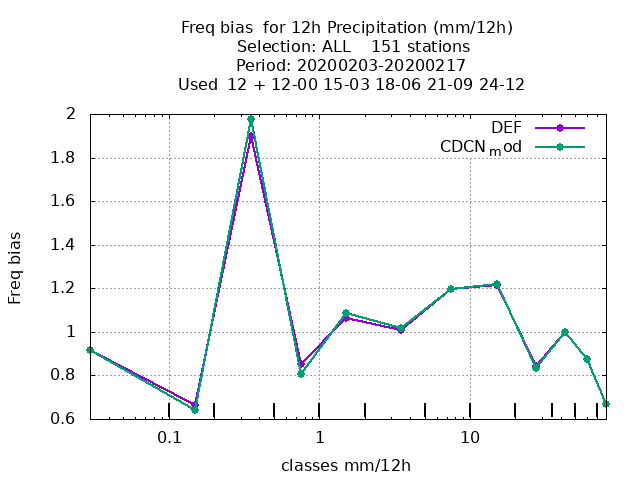 Freq bias  for 12h Precipitation (mm/12h)
Selection: ALL    151 stations
Period: 20200203-20200217
Used  12 + 12-00 15-03 18-06 21-09 24-12
DEF
CDCNmod
2
1.8
1.6
1.4
1.2
1
0.8
0.6
Freq bias
0.1
1
10
classes mm/12h